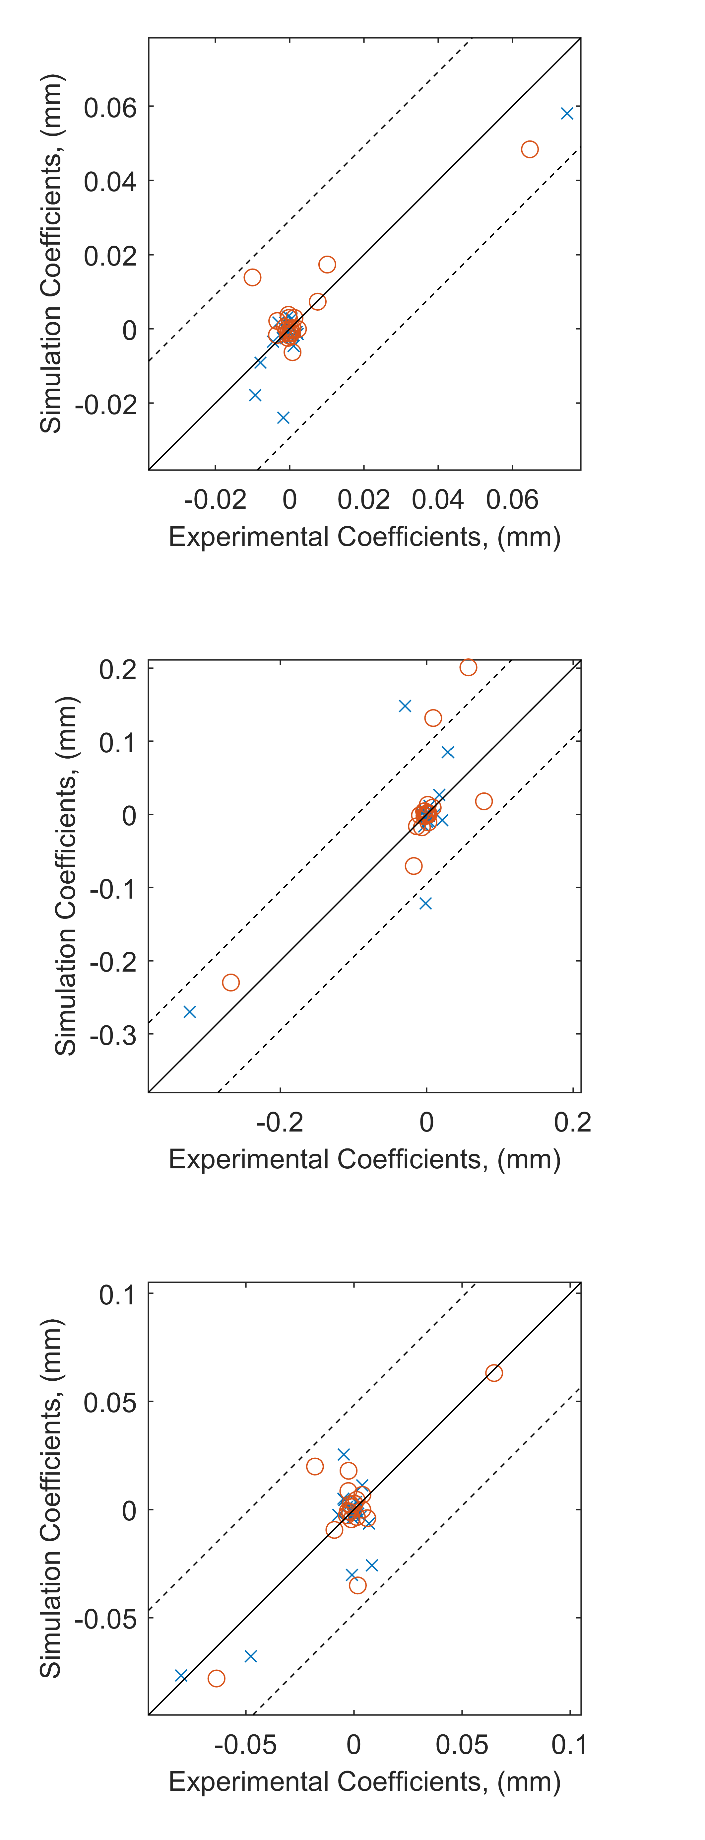 Simulation Coefficients, (mm)
0.06
0.04
0.02
0
-0.02
-0.02 0 0.02 0.04 0.06
Experimental Coefficients, (mm)
Simulation Coefficients, (mm)
0.2
0.1
0
-0.1
-0.2
-0.3
-0.2 0 0.2
Experimental Coefficients, (mm)
Simulation Coefficients, (mm)
0.1
0.05
0
-0.05
-0.05 0 0.05 0.1
Experimental Coefficients, (mm)